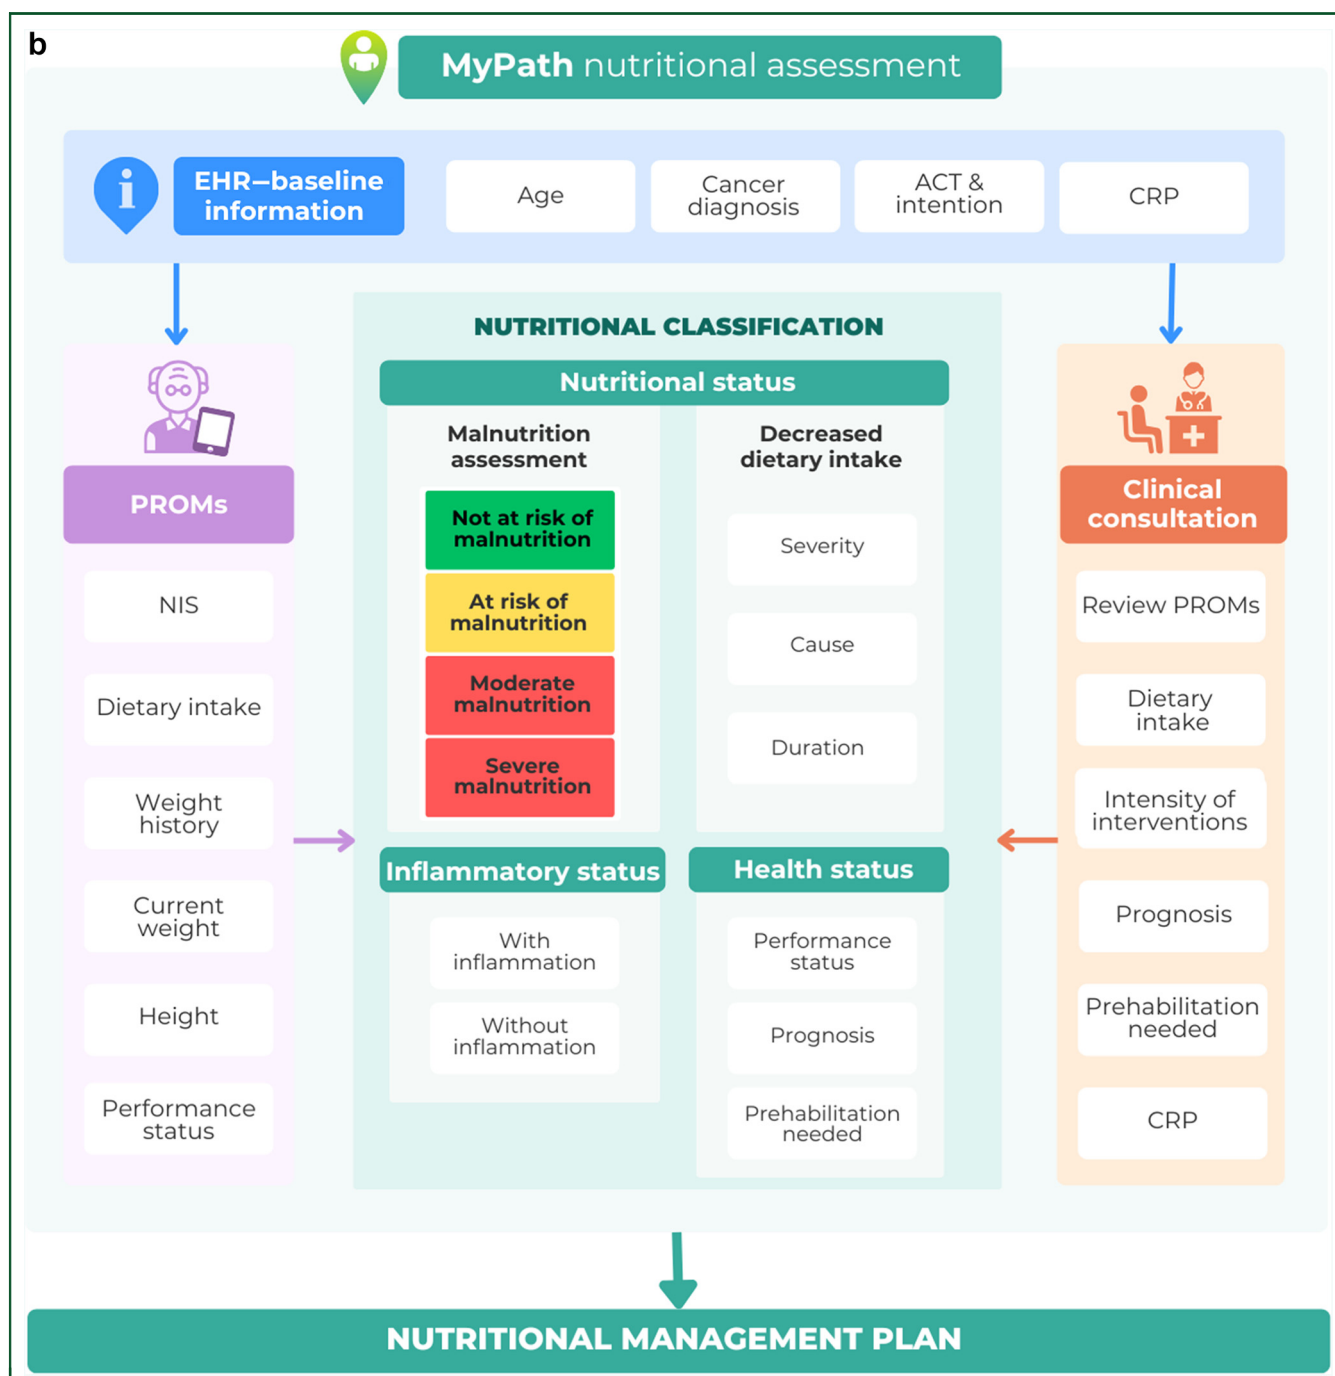 b
MyPath nutritional assessment
EHR–baseline
information
Age
Cancer
diagnosis
ACT &
intention
CRP
PROMs
NIS
Dietary intake
Weight
history
Current
weight
Height
Performance
status
NUTRITIONAL CLASSIFICATION
Nutritional status
Malnutrition
assessment
Not at risk of
malnutrition
At risk of
malnutrition
Moderate
malnutrition
Severe
malnutrition
Decreased
dietary intake
Severity
Cause
Duration
Inflammatory status
With
inflammation
Without
inflammation
Health status
Performance
status
Prognosis
Prehabilitation
needed
Clinical
consultation
Review PROMs
Dietary
intake
Intensity of
interventions
Prognosis
Prehabilitation
needed
CRP
NUTRITIONAL MANAGEMENT PLAN